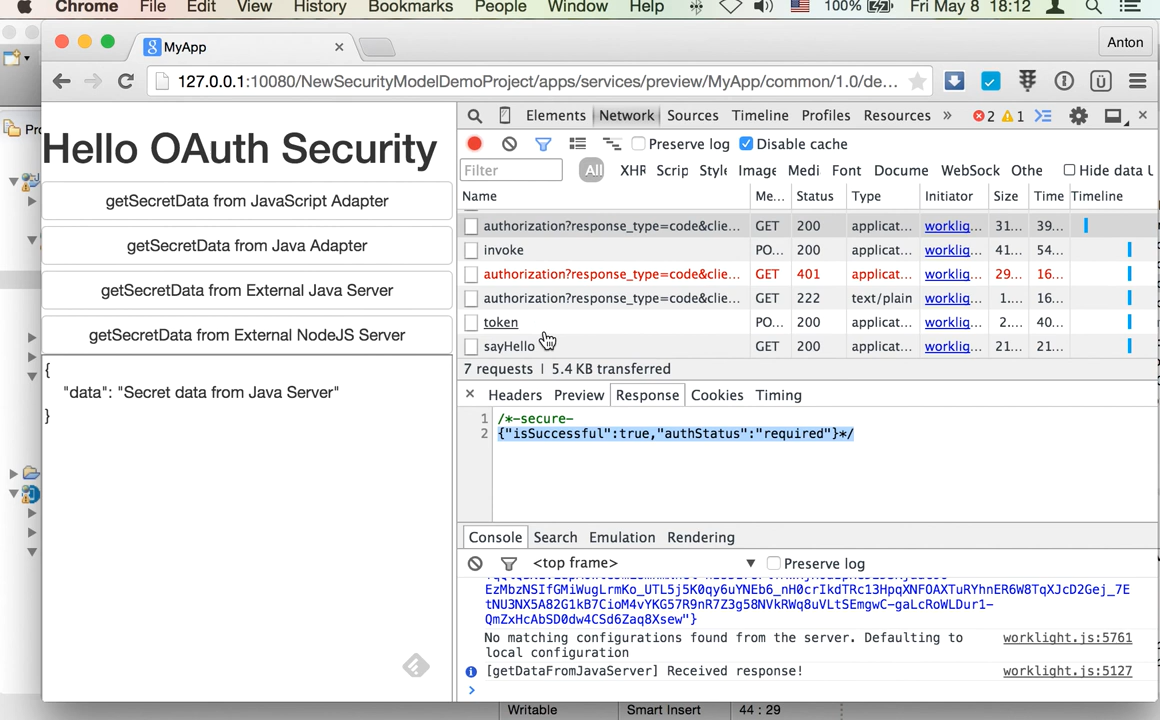 Chrome File Edit View History Bookmarks People Window Help 100% Fri May 8 18:12
MyApp
Anton
127.0.0.1:10080/NewSecurityModelDemoProject/apps/services/preview/MyApp/common/1.0/de...
Pro
Hello OAuth Security
getSecretData from JavaScript Adapter
getSecretData from Java Adapter
getSecretData from External Java Server
getSecretData from External NodeJS Server
{
"data": "Secret data from Java Server"
}
Elements Network Sources Timeline Profiles Resources » 2 1
Preserve log Disable cache
Filter All XHR Scrip Style Image Medi Font Docume WebSock Othe Hide data U
Name Me... Status Type Initiator Size Time Timeline
authorization?response_type=code&clie... GET 200 applicat... workliq... 31... 39...
invoke PO... 200 applicat... workliq... 41... 54...
authorization?response_type=code&clie... GET 401 applicat... workliq... 29... 16...
authorization?response_type=code&clie... GET 222 text/plain workliq... 1.... 16...
token PO... 200 applicat... workliq... 2.... 40...
sayHello GET 200 applicat... workliq... 21... 21...
7 requests | 5.4 KB transferred
× Headers Preview Response Cookies Timing
1 /*-secure-
2 {"isSuccessful":true,"authStatus":"required"}*/
Console Search Emulation Rendering
<top frame> ▼ Preserve log
EzMbzNSIfGMiWugLrmKo_UTL5j5K0qy6uYNEb6_nH0crIkdTRc13HpqXNFOAXTuRYhnER6W8TqXJcD2Gej_7E
tNU3NX5A82G1kB7CioM4vYKG57R9nR7Z3g58NVkRWq8uVLtSEmgwC-gaLcRoWLDur1-
QmZxHcAbSD0dw4CSd6Zaq8Xsew"}
No matching configurations found from the server. Defaulting to worklight.js:5761
local configuration
[getDataFromJavaServer] Received response! worklight.js:5127
>
Writable Smart Insert 44 : 29